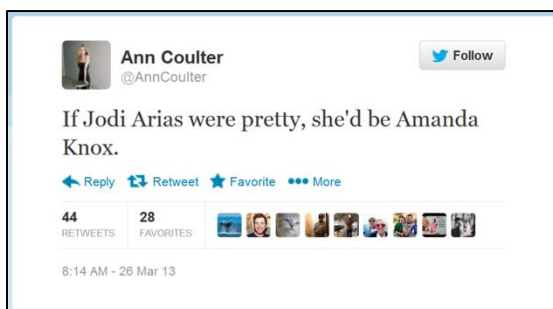 Ann Coulter
@AnnCoulter
Follow
If Jodi Arias were pretty, she'd be Amanda
Knox.
Reply Retweet Favorite More
44
RETWEETS
28
FAVORITES
8:14 AM - 26 Mar 13